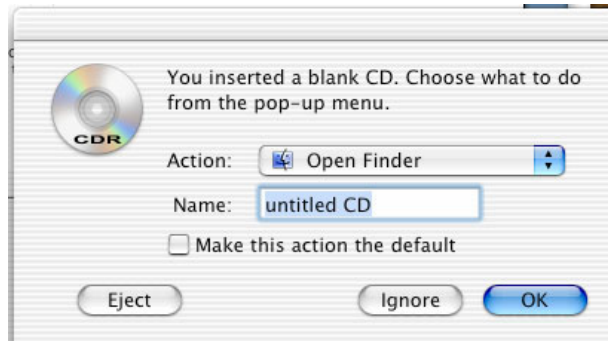 You inserted a blank CD. Choose what to do
from the pop-up menu.
CDR
Action: Open Finder
Name: untitled CD
Make this action the default
Eject Ignore OK